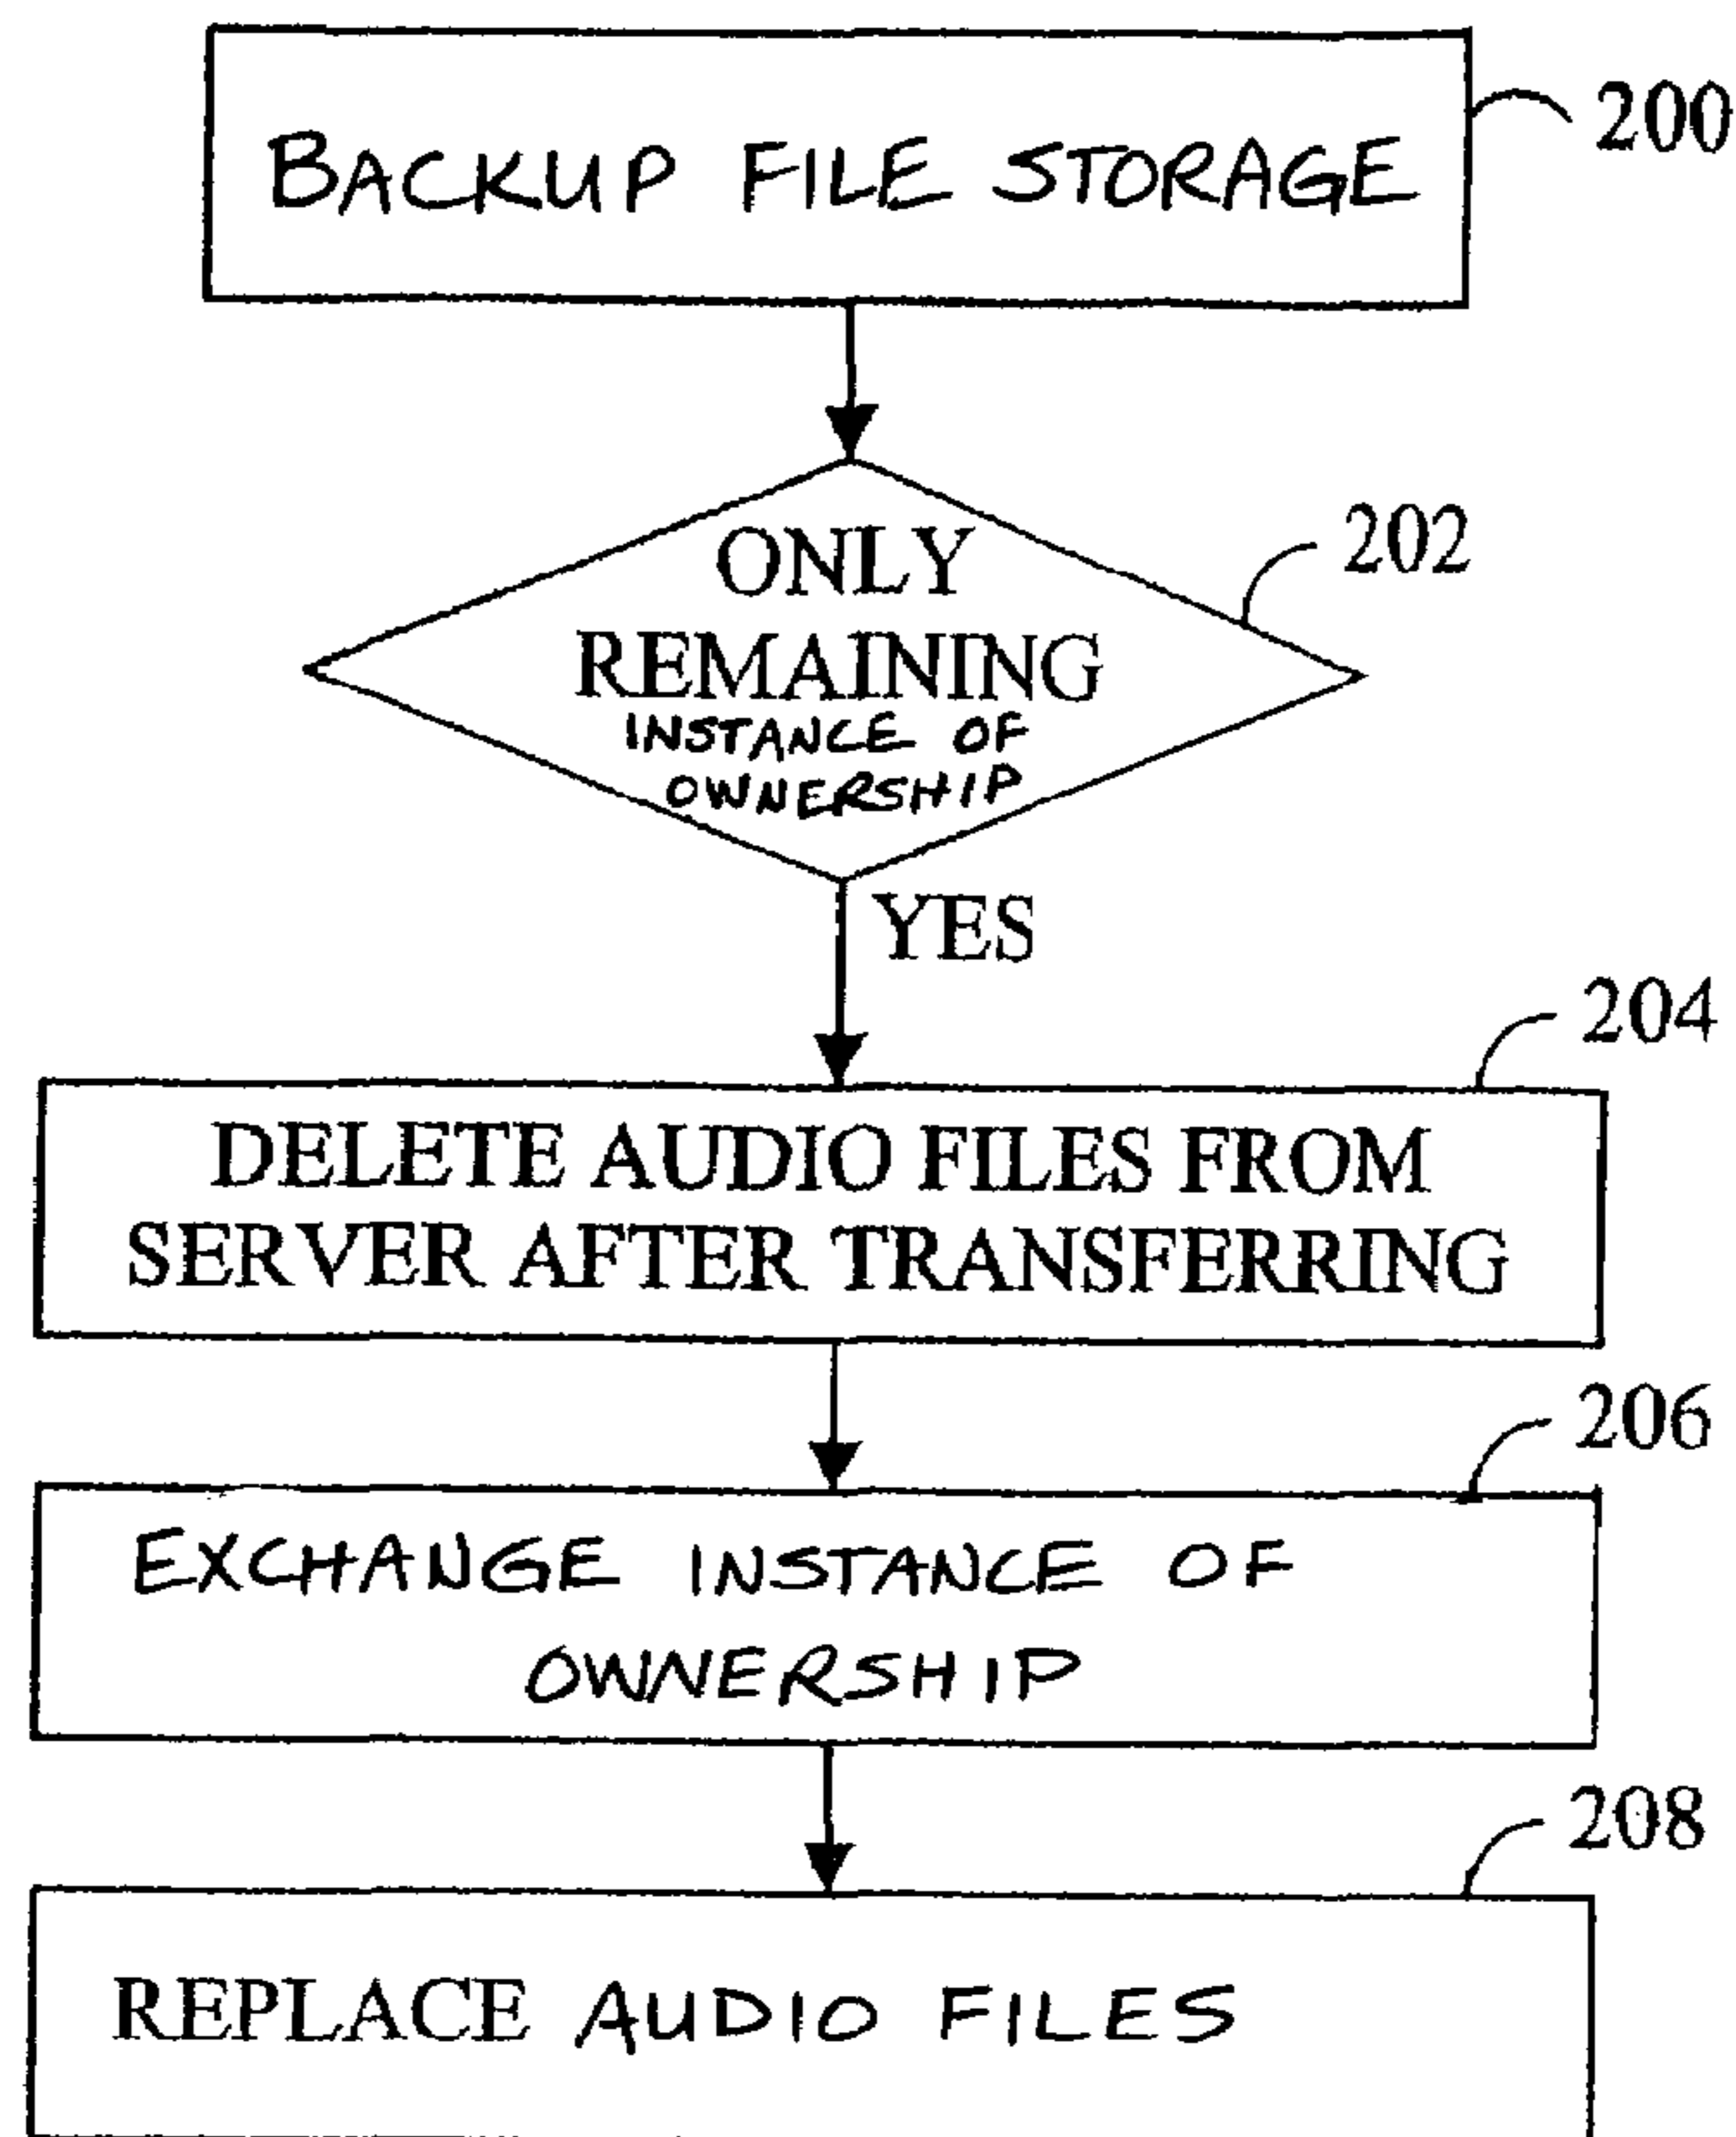 BACKUP FILE STORAGE
200
ONLY
REMAINING
INSTANCE OF
OWNERSHIP
202
YES
204
DELETE AUDIO FILES FROM
SERVER AFTER TRANSFERRING
206
EXCHANGE INSTANCE OF
OWNERSHIP
208
REPLACE AUDIO FILES